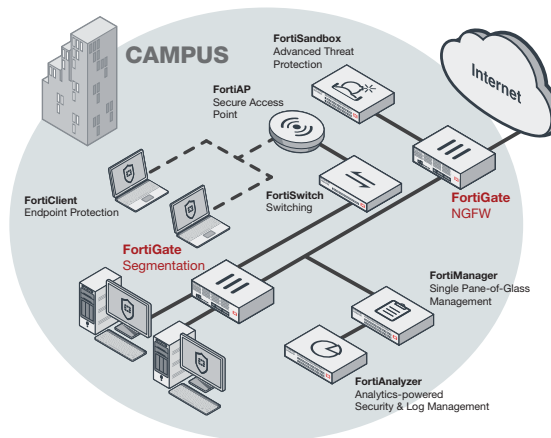 CAMPUS
FortiSandbox
Advanced Threat
Protection
Internet
FortiAP
Secure Access
Point
FortiClient
Endpoint Protection
FortiSwitch
Switching
FortiGate
NGFW
FortiGate
Segmentation
FortiManager
Single Pane-of-Glass
Management
FortiAnalyzer
Analytics-powered
Security & Log Management